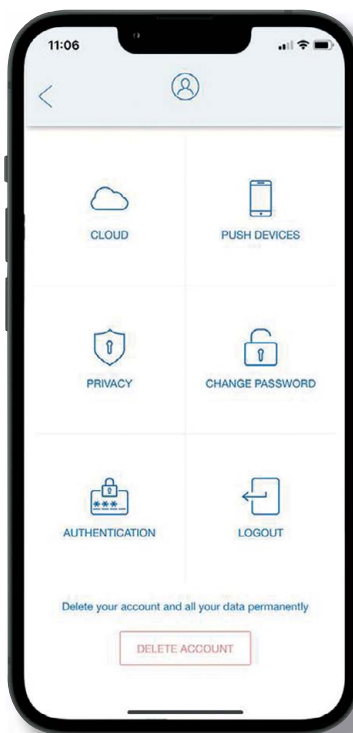 11:06
CLOUD
PUSH DEVICES
PRIVACY
CHANGE PASSWORD
***
AUTHENTICATION
LOGOUT
Delete your account and all your data permanently
DELETE ACCOUNT